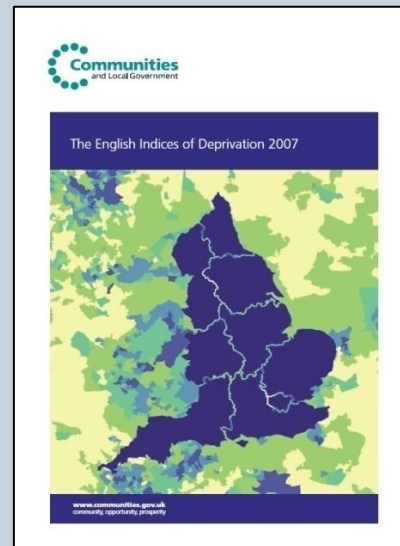 Communities
and Local Government
The English Indices of Deprivation 2007
www.communities.gov.uk
community, opportunity, prosperity